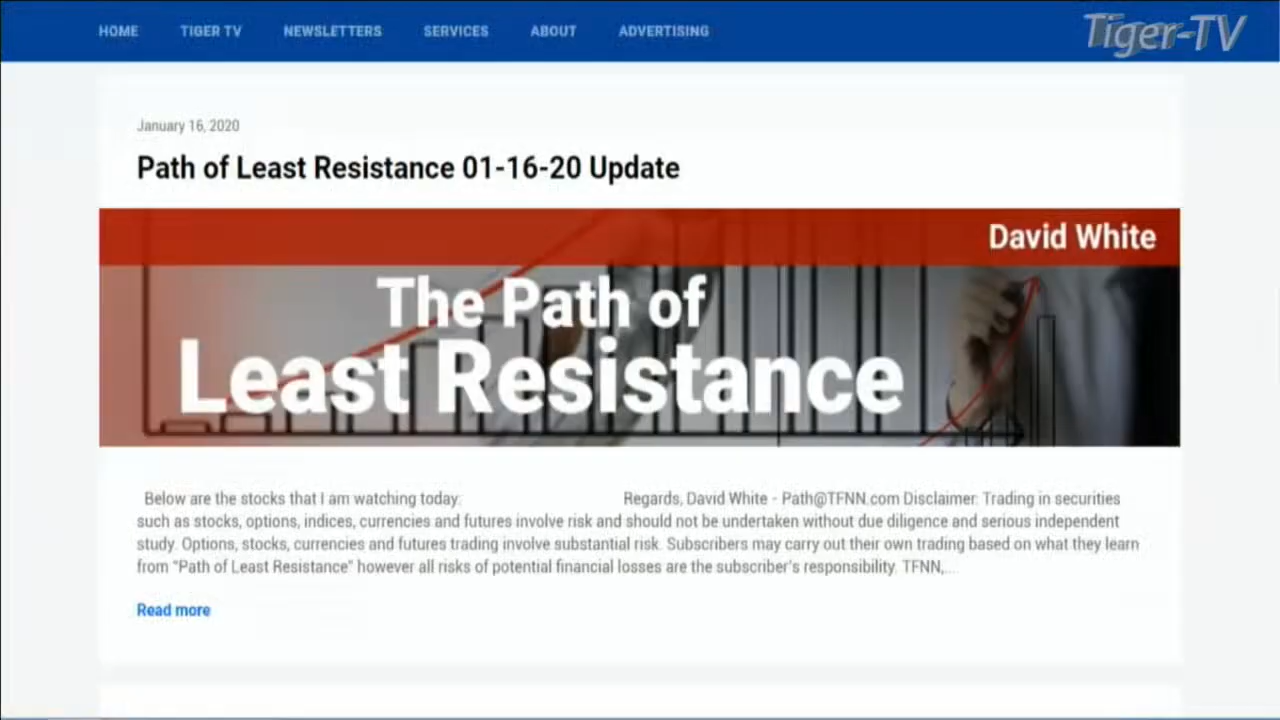 HOME TIGER TV NEWSLETTERS SERVICES ABOUT ADVERTISING Tiger-TV
January 16, 2020
Path of Least Resistance 01-16-20 Update
David White
The Path of
Least Resistance
Below are the stocks that I am watching today: Regards, David White - Path@TFNN.com Disclaimer: Trading in securities
such as stocks, options, indices, currencies and futures involve risk and should not be undertaken without due diligence and serious independent
study. Options, stocks, currencies and futures trading involve substantial risk. Subscribers may carry out their own trading based on what they learn
from “Path of Least Resistance” however all risks of potential financial losses are the subscriber’s responsibility. TFNN,...
Read more